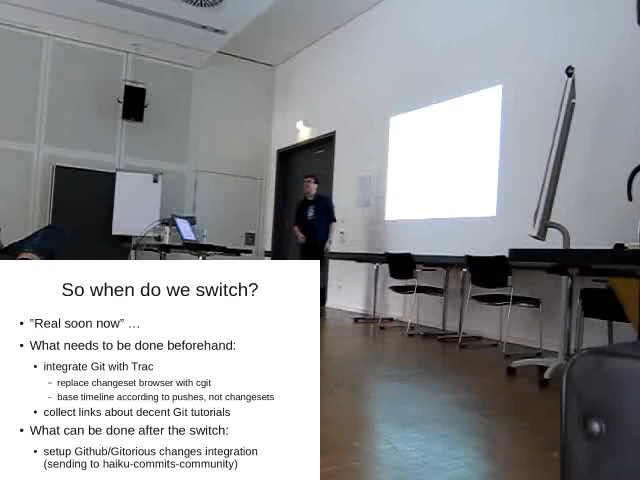 So when do we switch?
• ”Real soon now” …
• What needs to be done beforehand:
• integrate Git with Trac
– replace changeset browser with cgit
– base timeline according to pushes, not changesets
• collect links about decent Git tutorials
• What can be done after the switch:
• setup Github/Gitorious changes integration
(sending to haiku-commits-community)